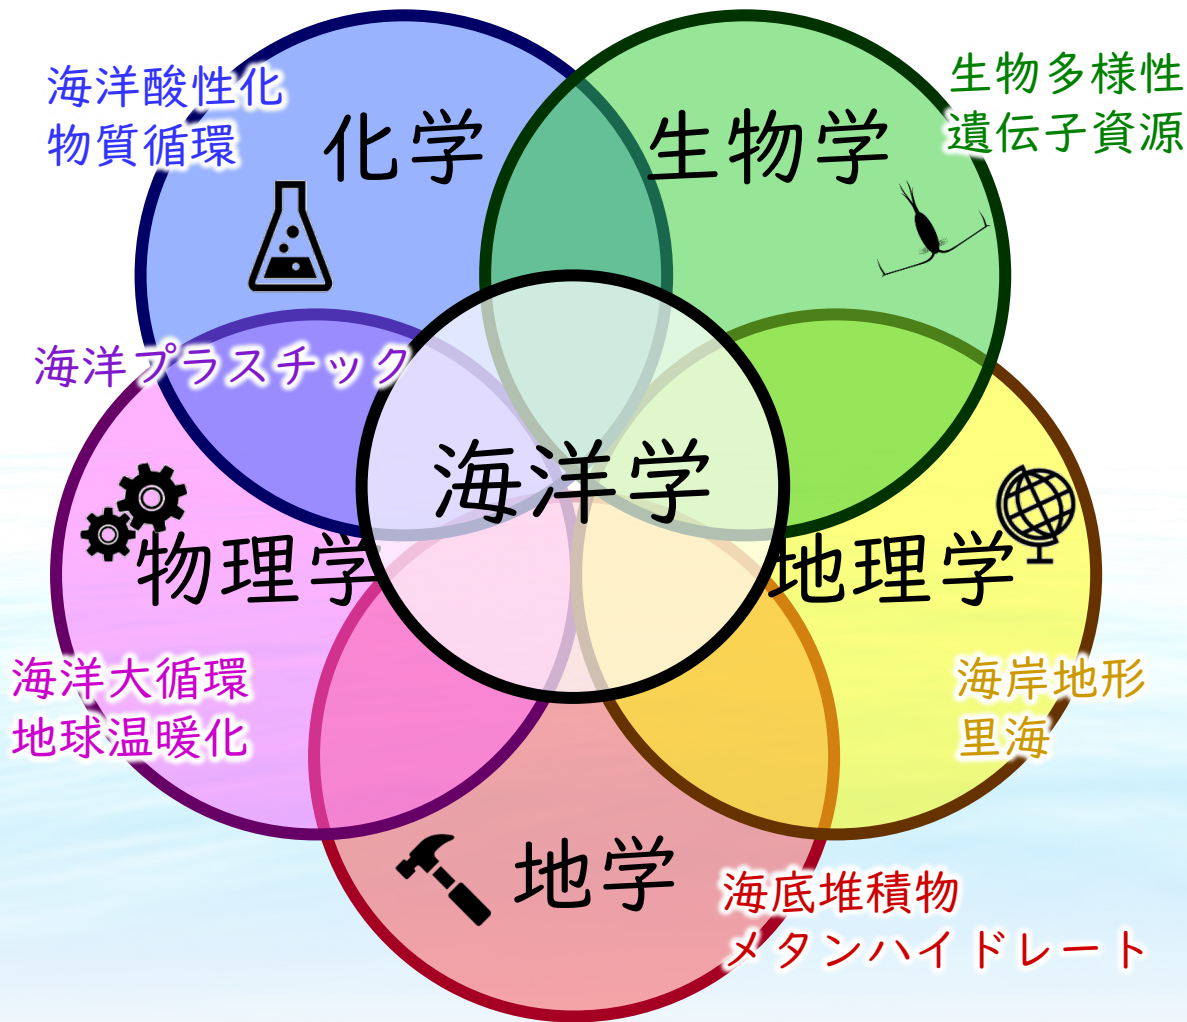 海洋酸性化
物質循環
化学
生物学
生物多様性
遺伝子資源
海洋プラスチック
海洋学
物理学
地理学
海洋大循環
地球温暖化
海岸地形
里海
地学
海底堆積物
メタンハイドレート